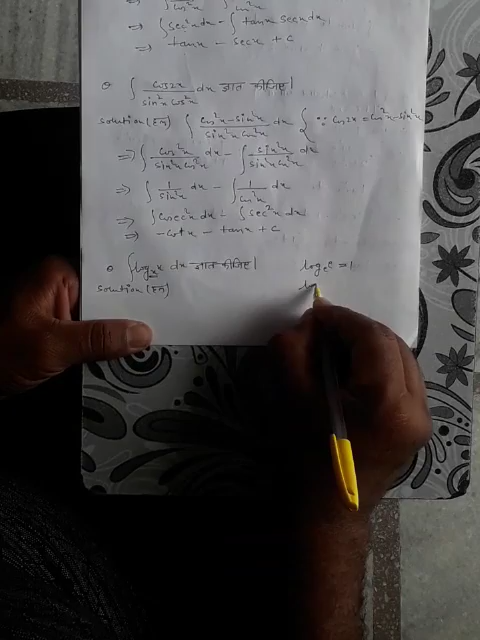 ⇒ ∫sec²x dx - ∫tanx secx dx
⇒ tanx - secx + c
∫ cos2x / sin²x cos²x dx ज्ञात कीजिए।
solution (हल) ∫ cos²x - sin²x / sin²x cos²x dx { ∵ cos2x = cos²x - sin²x
⇒ ∫ cos²x / sin²x cos²x dx - ∫ sin²x / sin²x cos²x dx
⇒ ∫ 1 / sin²x dx - ∫ 1 / cos²x dx
⇒ ∫cosec²x dx - ∫sec²x dx
⇒ -cotx - tanx + c
dx ज्ञात कीजिए। logₑe = 1
solution (हल)